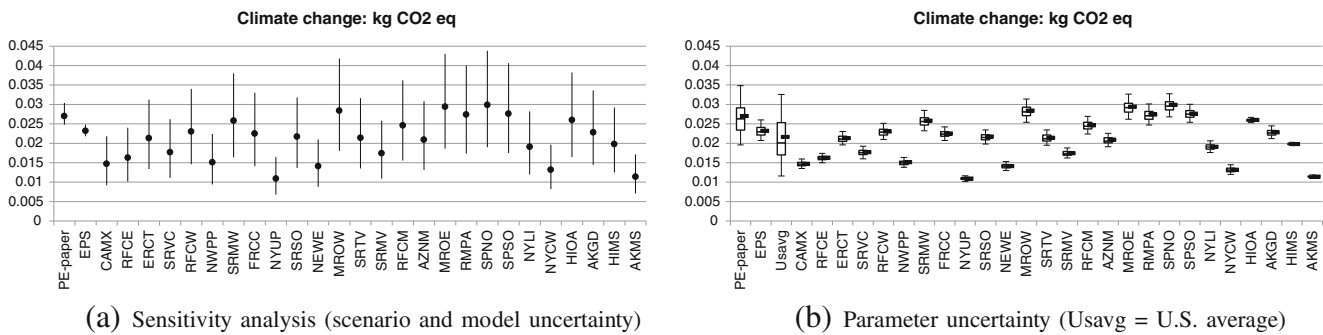 Climate change: kg CO2 eq
0.045
0.04
0.035
0.03
0.025
0.02
0.015
0.01
0.005
0
PE-paper
EPS
CAMX
RFCE
ERCT
SRVC
RFCW
NWPP
SRMW
FRCC
NYUP
SRSO
NEWE
MROW
SRTV
SRMV
RFCM
AZNM
MROE
RMPA
SPNO
SPSO
NYLI
NYCW
HIOA
AKGD
HIMS
AKMS
(a) Sensitivity analysis (scenario and model uncertainty)
Climate change: kg CO2 eq
0.045
0.04
0.035
0.03
0.025
0.02
0.015
0.01
0.005
0
PE-paper
EPS
Usavg
CAMX
RFCE
ERCT
SRVC
RFCW
NWPP
SRMW
FRCC
NYUP
SRSO
NEWE
MROW
SRTV
SRMV
RFCM
AZNM
MROE
RMPA
SPNO
SPSO
NYLI
NYCW
HIOA
AKGD
HIMS
AKMS
(b) Parameter uncertainty (Usavg = U.S. average)